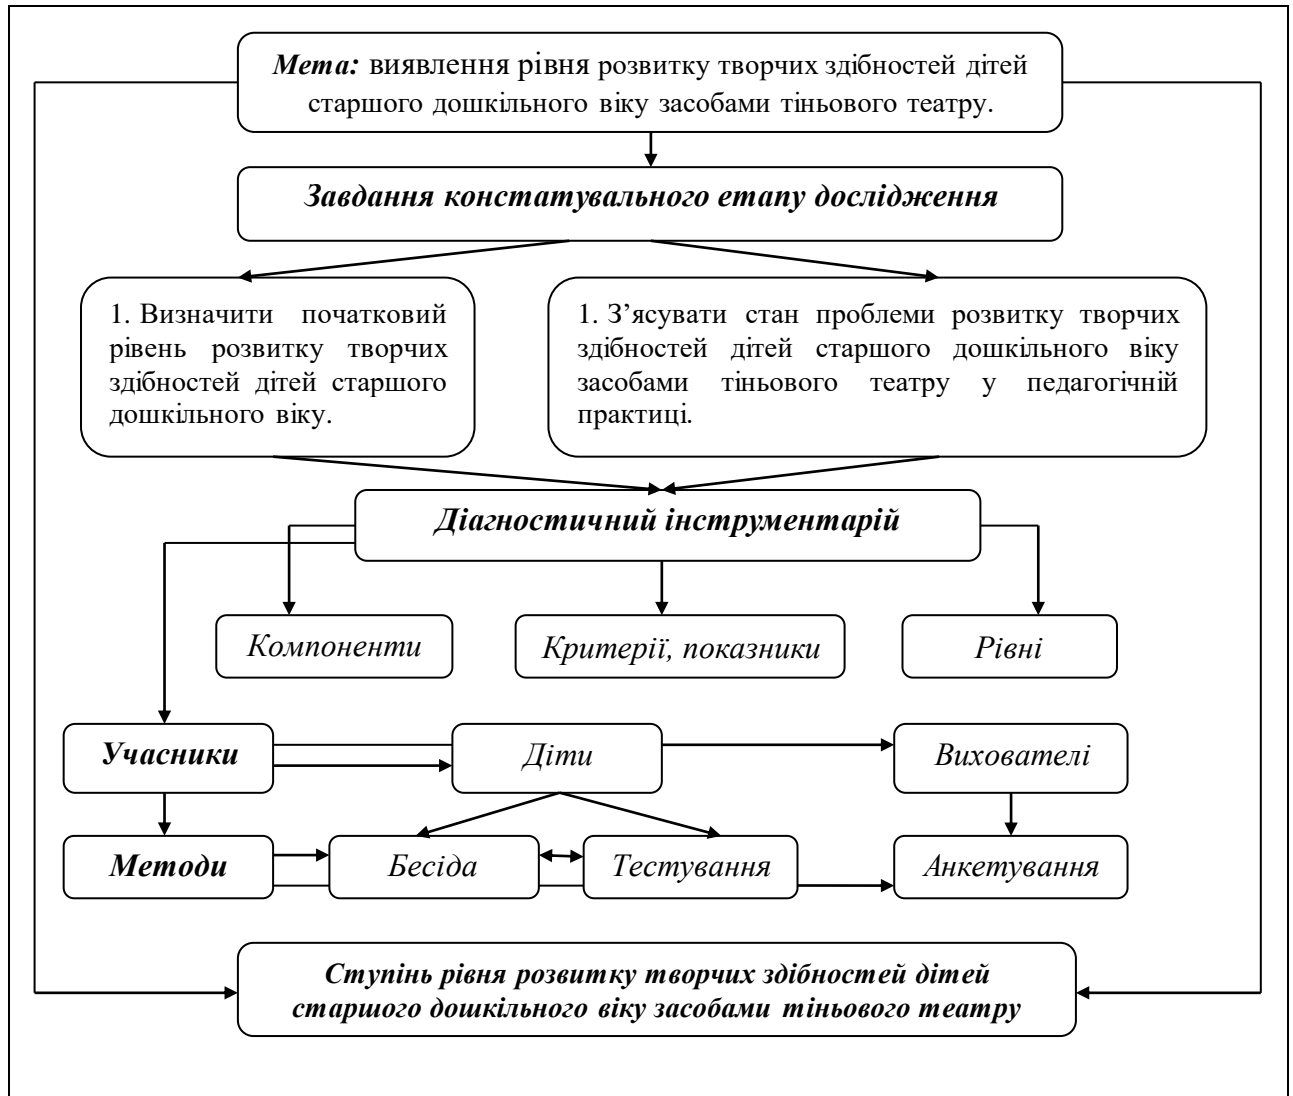 Мета: виявлення рівня розвитку творчих здібностей дітей
старшого дошкільного віку засобами тіньового театру.
Завдання констатувального етапу дослідження
1. Визначити початковий
рівень розвитку творчих
здібностей дітей старшого
дошкільного віку.
1. З’ясувати стан проблеми розвитку творчих
здібностей дітей старшого дошкільного віку
засобами тіньового театру у педагогічній
практиці.
Діагностичний інструментарій
Компоненти
Критерії, показники
Рівні
Учасники
Діти
Вихователі
Методи
Бесіда
Тестування
Анкетування
Ступінь рівня розвитку творчих здібностей дітей
старшого дошкільного віку засобами тіньового театру